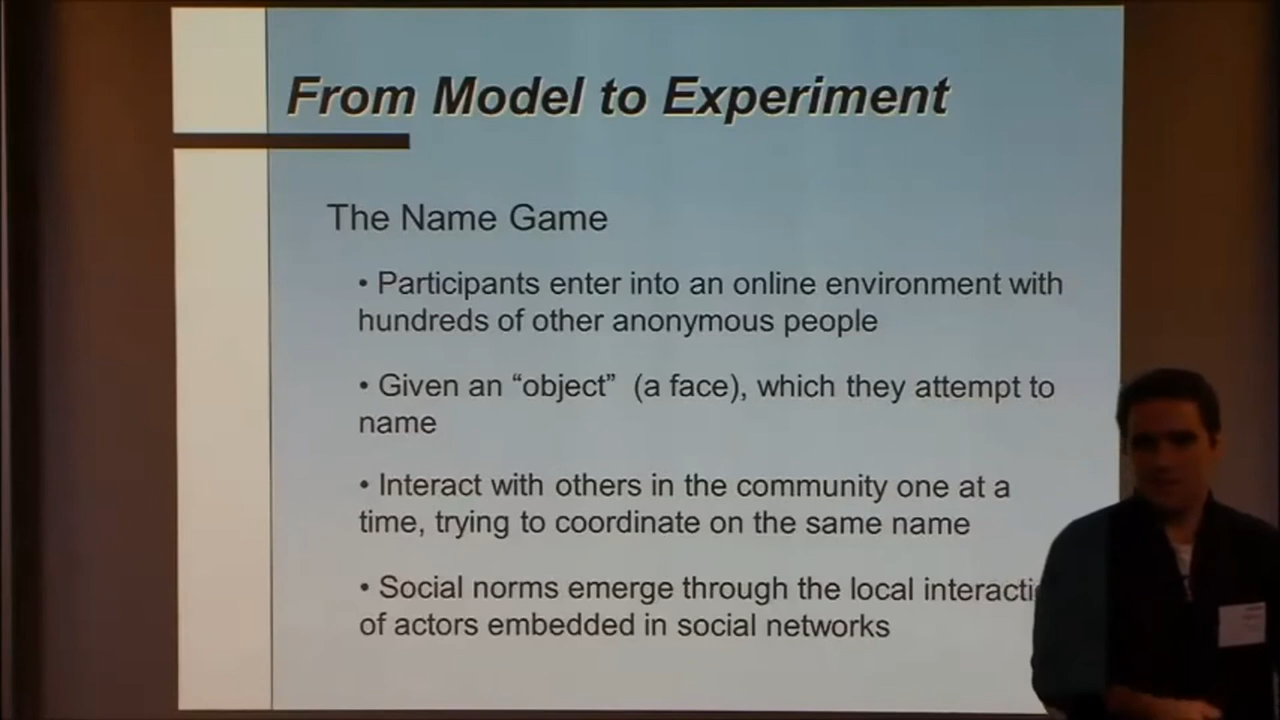 From Model to Experiment
The Name Game
• Participants enter into an online environment with
hundreds of other anonymous people
• Given an “object” (a face), which they attempt to
name
• Interact with others in the community one at a
time, trying to coordinate on the same name
• Social norms emerge through the local
of actors embedded in social networks